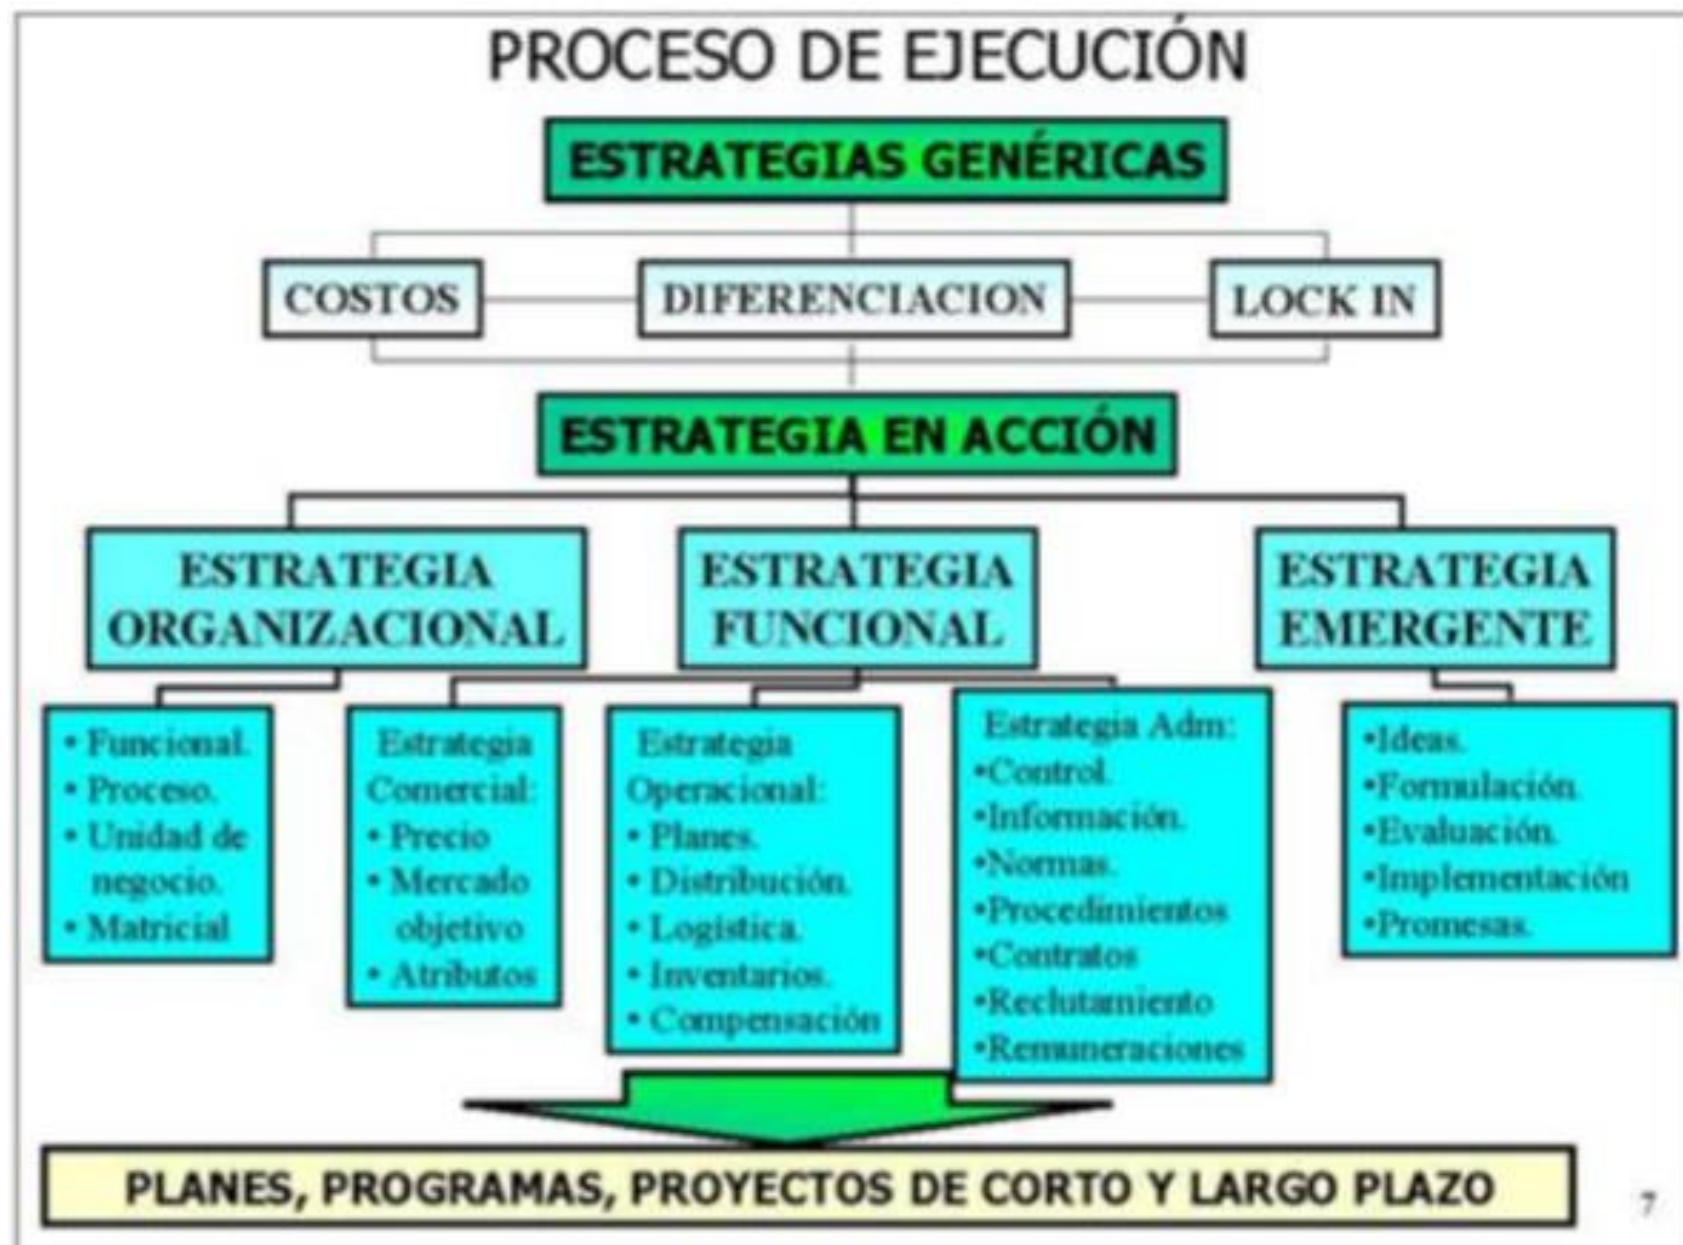 PROCESO DE EJECUCIÓN
ESTRATEGIAS GENÉRICAS
COSTOS
DIFERENCIACION
LOCK IN
ESTRATEGIA EN ACCIÓN
ESTRATEGIA
ORGANIZACIONAL
ESTRATEGIA
FUNCIONAL
ESTRATEGIA
EMERGENTE
• Funcional.
• Proceso.
• Unidad de
negocio.
• Matricial
Estrategia
Comercial:
• Precio
• Mercado
objetivo
• Atributos
Estrategia
Operacional:
• Planes.
• Distribución.
• Logística.
• Inventarios.
• Compensación
Estrategia Adm:
•Control.
•Información.
•Normas.
•Procedimientos
•Contratos
•Reclutamiento
•Remuneraciones
•Ideas.
•Formulación.
•Evaluación.
•Implementación
•Promesas.
PLANES, PROGRAMAS, PROYECTOS DE CORTO Y LARGO PLAZO
7